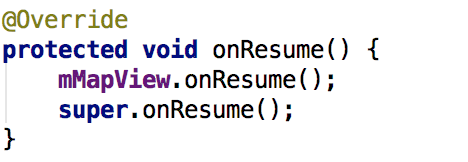 @Override
protected void onResume() {
    mMapView.onResume();
    super.onResume();
}